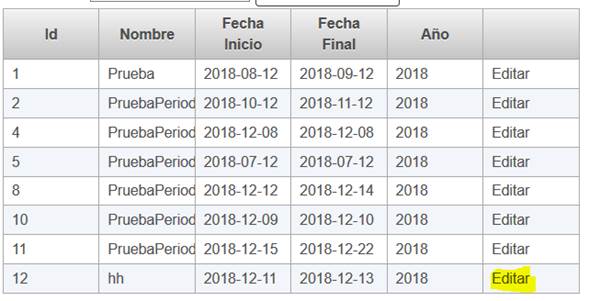 Id Nombre Fecha Inicio Fecha Final Año
1 Prueba 2018-08-12 2018-09-12 2018 Editar
2 PruebaPeriod 2018-10-12 2018-11-12 2018 Editar
4 PruebaPeriod 2018-12-08 2018-12-08 2018 Editar
5 PruebaPeriod 2018-07-12 2018-07-12 2018 Editar
8 PruebaPeriod 2018-12-12 2018-12-14 2018 Editar
10 PruebaPeriod 2018-12-09 2018-12-10 2018 Editar
11 PruebaPeriod 2018-12-15 2018-12-22 2018 Editar
12 hh 2018-12-11 2018-12-13 2018 Editar